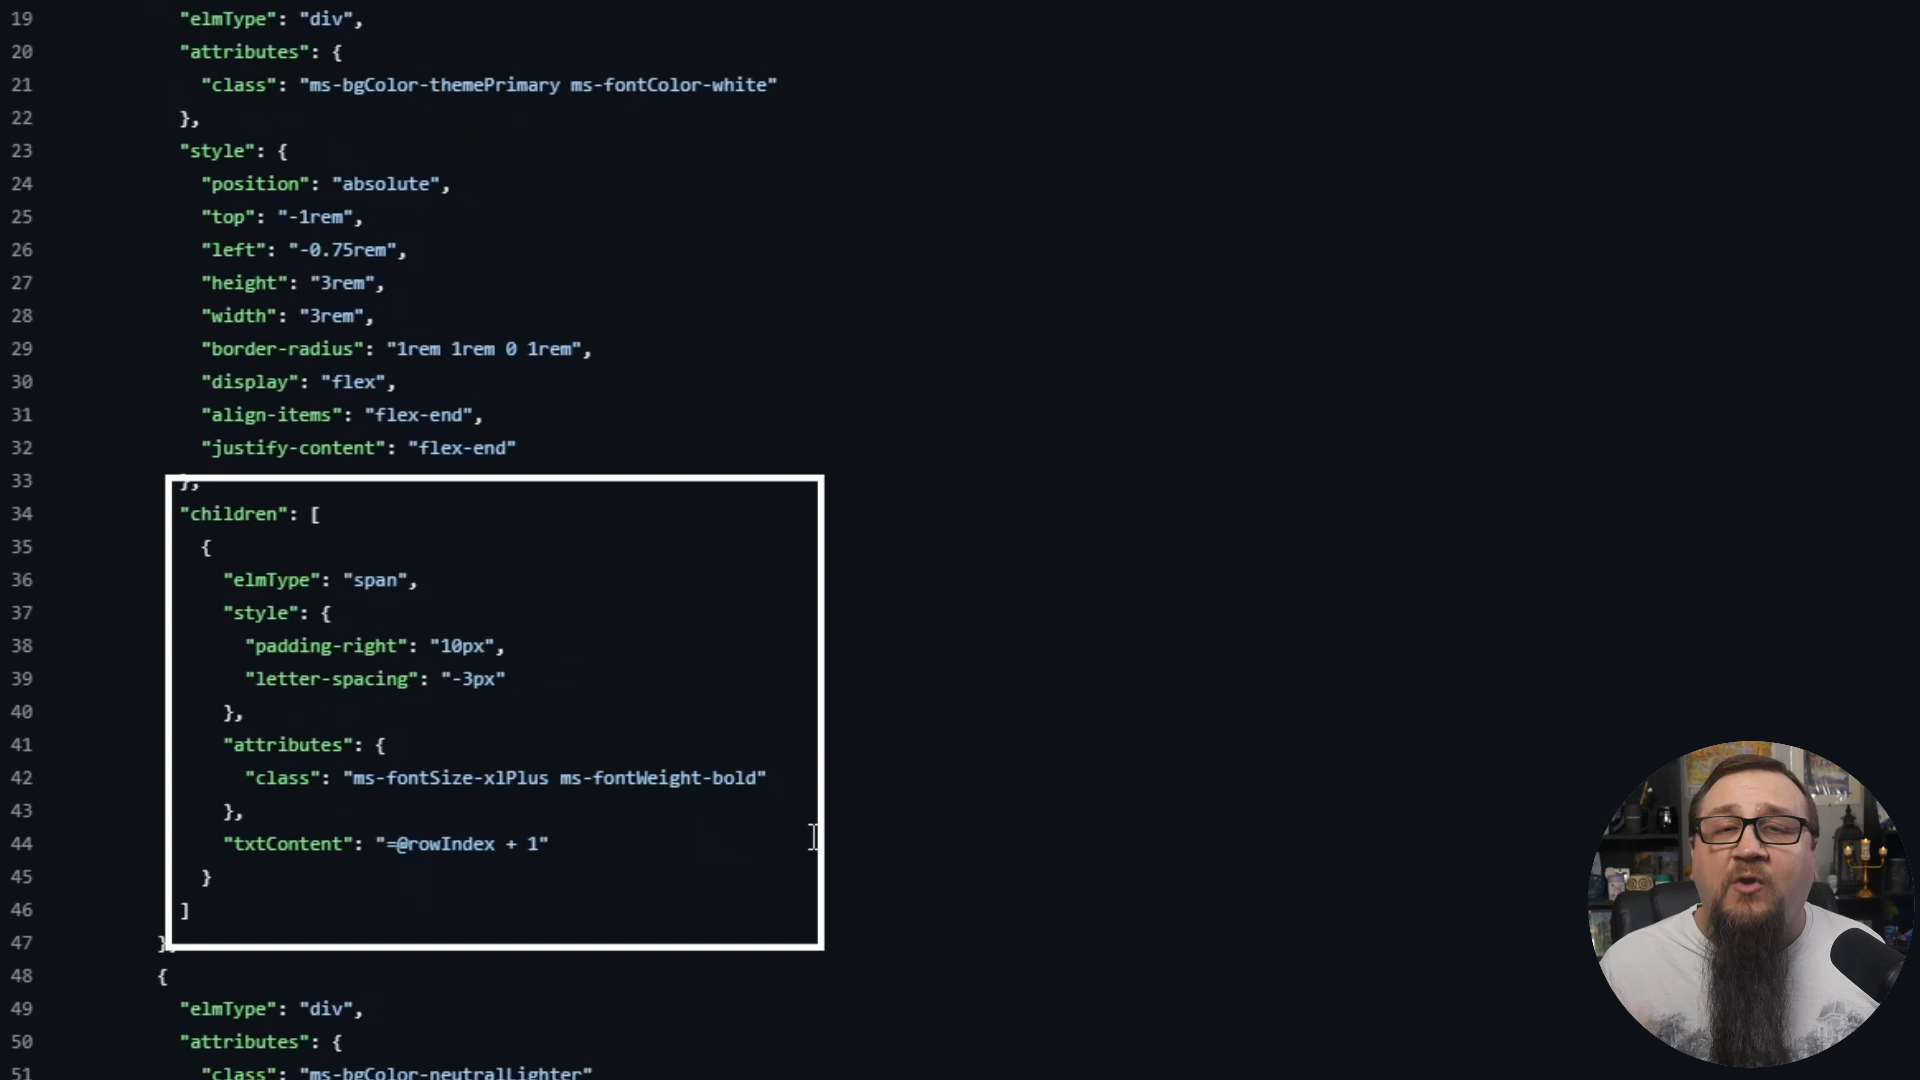 19 "elmType": "div",
20 "attributes": {
21 "class": "ms-bgColor-themePrimary ms-fontColor-white"
22 },
23 "style": {
24 "position": "absolute",
25 "top": "-1rem",
26 "left": "-0.75rem",
27 "height": "3rem",
28 "width": "3rem",
29 "border-radius": "1rem 1rem 0 1rem",
30 "display": "flex",
31 "align-items": "flex-end",
32 "justify-content": "flex-end"
33 },
34 "children": [
35 {
36 "elmType": "span",
37 "style": {
38 "padding-right": "10px",
39 "letter-spacing": "-3px"
40 },
41 "attributes": {
42 "class": "ms-fontSize-xlPlus ms-fontWeight-bold"
43 },
44 "txtContent": "=@rowIndex + 1"
45 }
46 ]
47 },
48 {
49 "elmType": "div",
50 "attributes": {
51 "class": "ms-bgColor-neutralLighter"